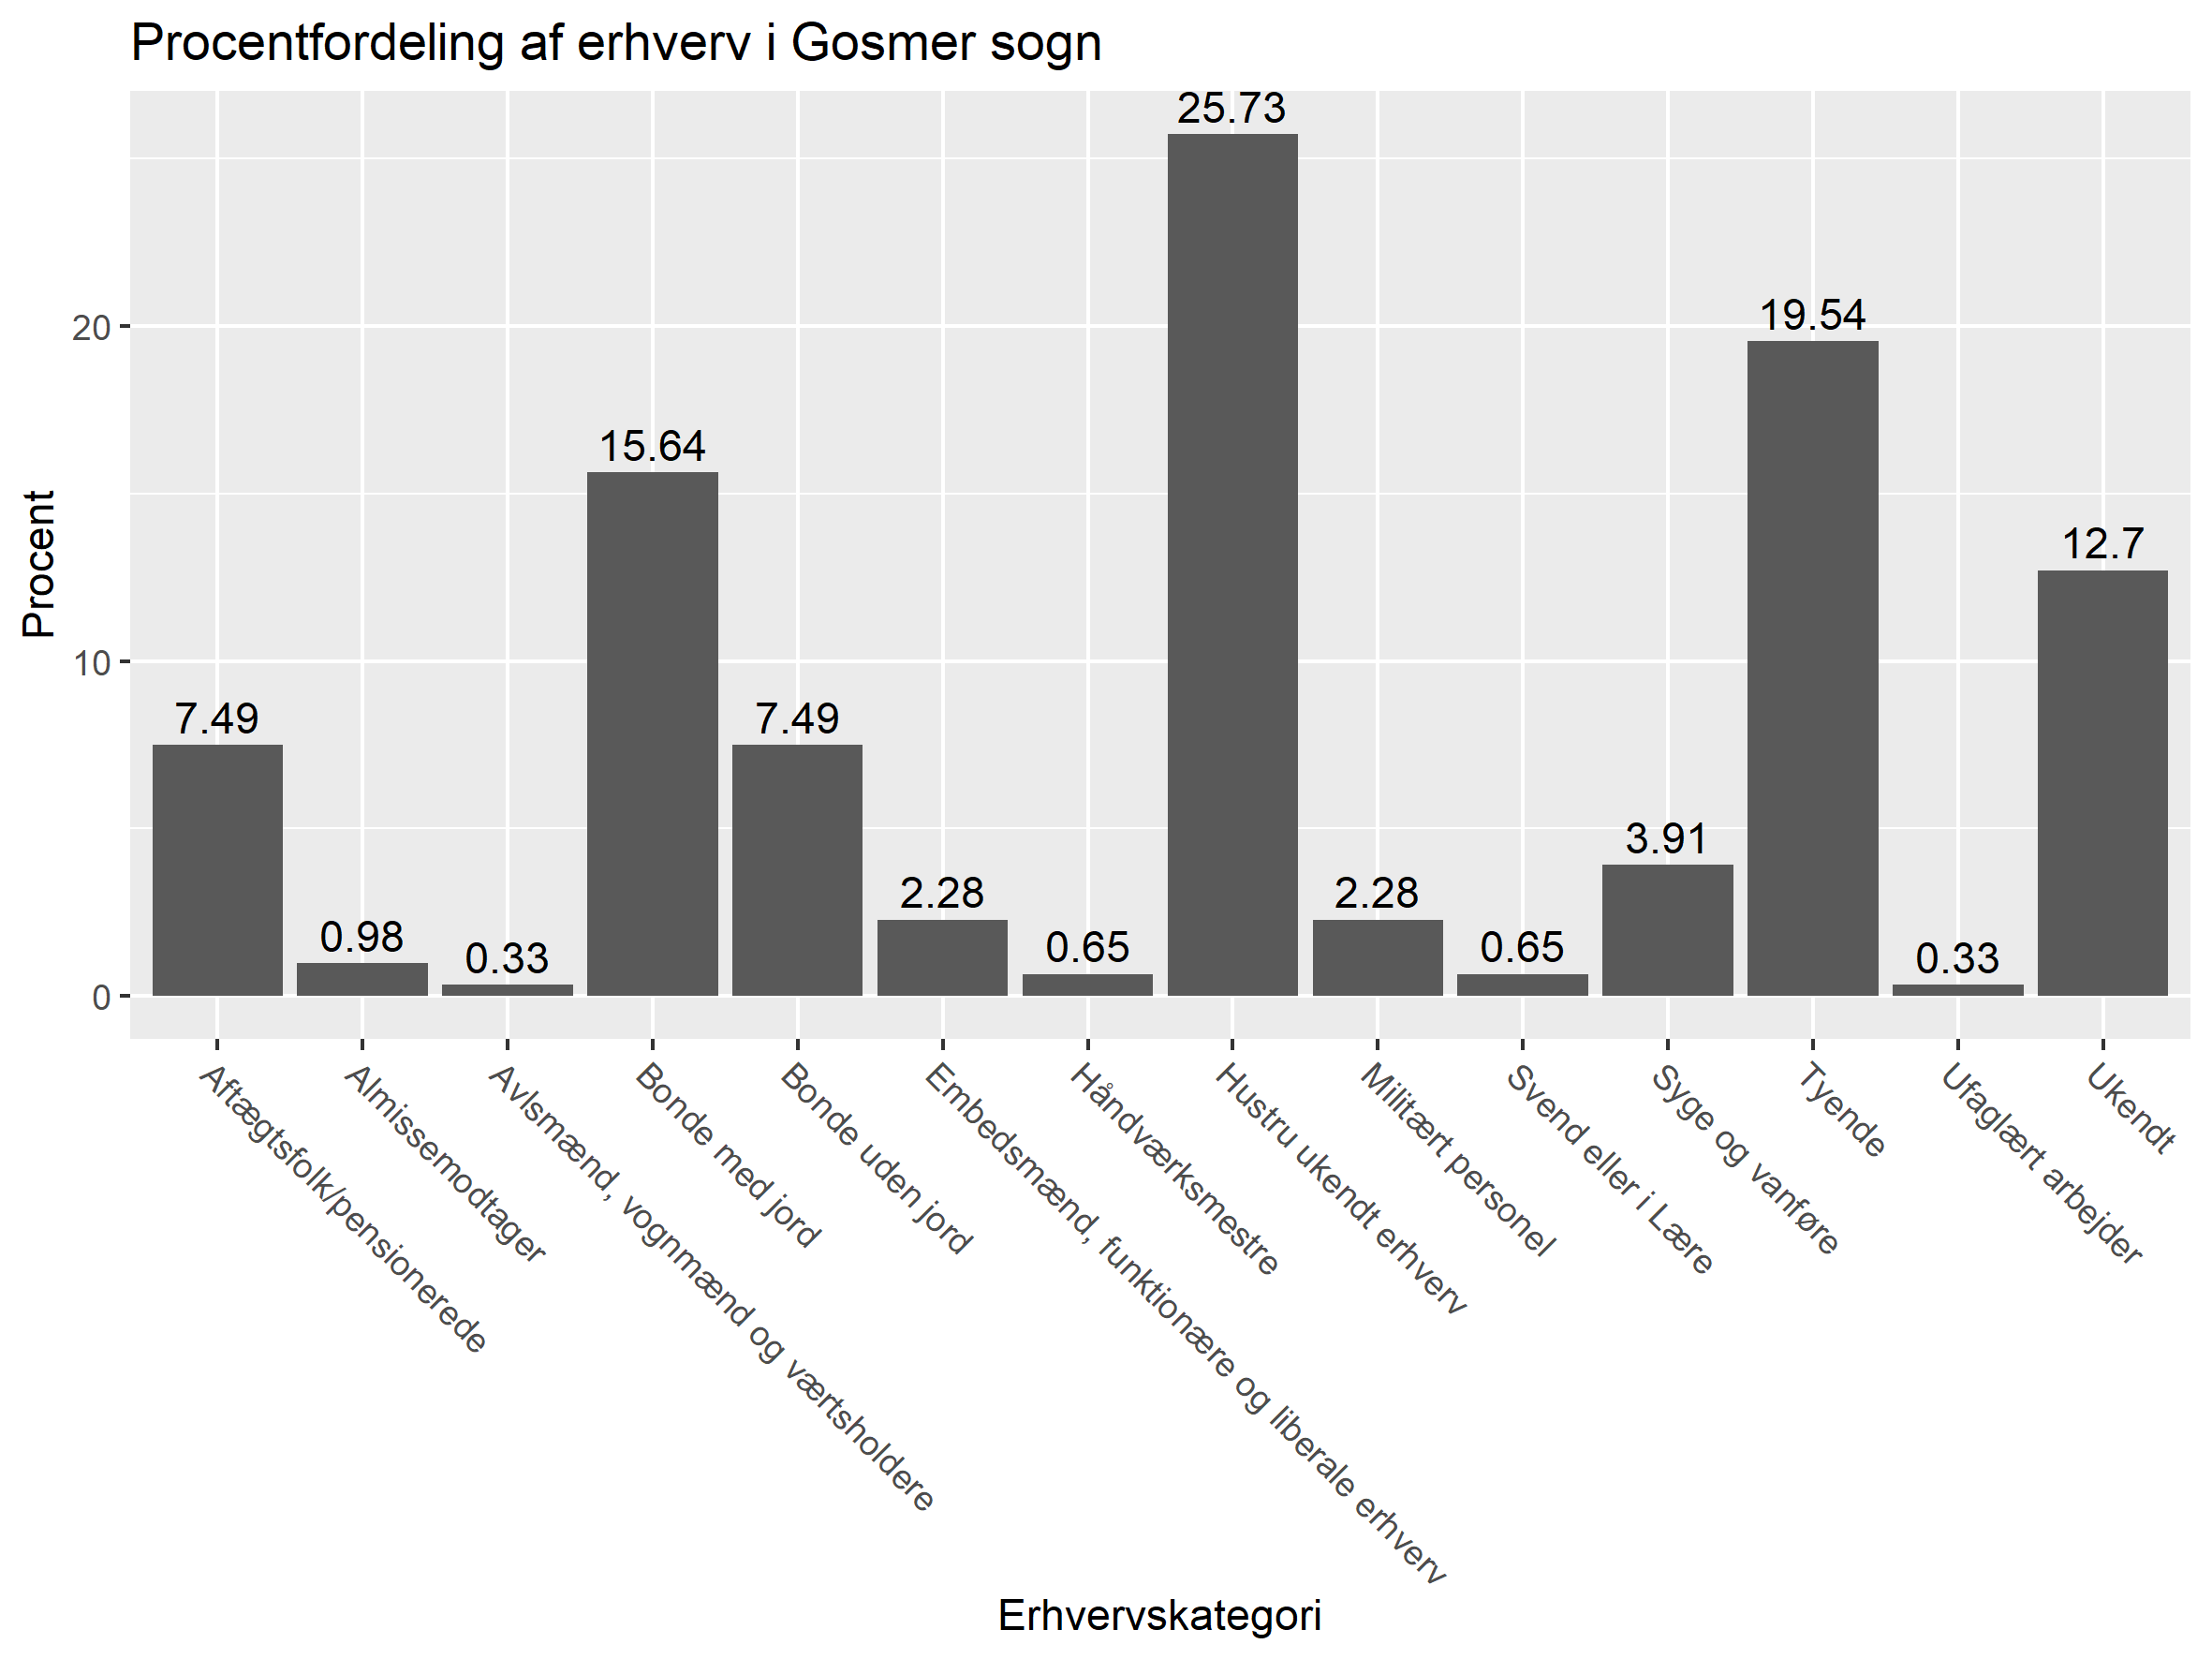 Procentfordeling af erhverv i Gosmer sogn
Procent
20
10
0
7.49
0.98
0.33
15.64
7.49
2.28
0.65
25.73
2.28
0.65
3.91
19.54
0.33
12.7
Aftægtsfolk/pensionerede
Almissemodtager
Avlsmænd, vognmænd og værtsholdere
Bonde med jord
Bonde uden jord
Embedsmænd, funktionære og liberale erhverv
Håndværksmestre
Hustru ukendt erhverv
Militært personel
Svend eller i Lære
Syge og vanføre
Tyende
Ufaglært arbejder
Ukendt
Erhvervskategori